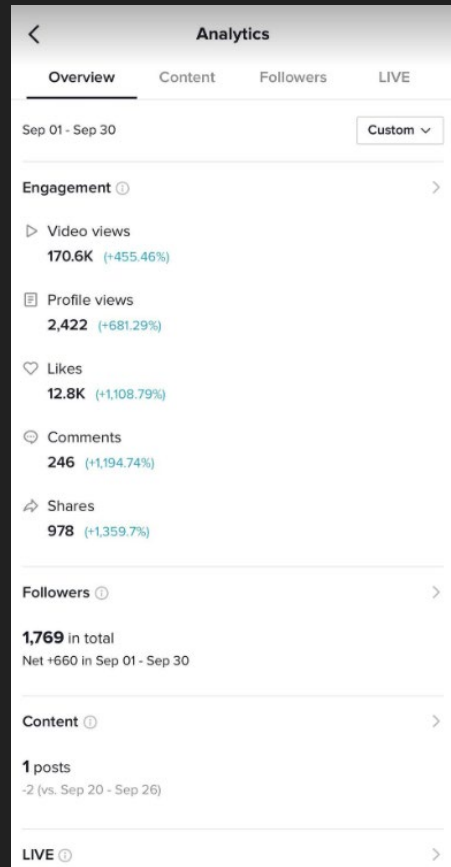 Analytics
Overview Content Followers LIVE
Sep 01 - Sep 30 Custom
Engagement
Video views
170.6K (+455.46%)
Profile views
2,422 (+681.29%)
Likes
12.8K (+1,108.79%)
Comments
246 (+1,194.74%)
Shares
978 (+1,359.7%)
Followers
1,769 in total
Net +660 in Sep 01 - Sep 30
Content
1 posts
-2 (vs. Sep 20 - Sep 26)
LIVE